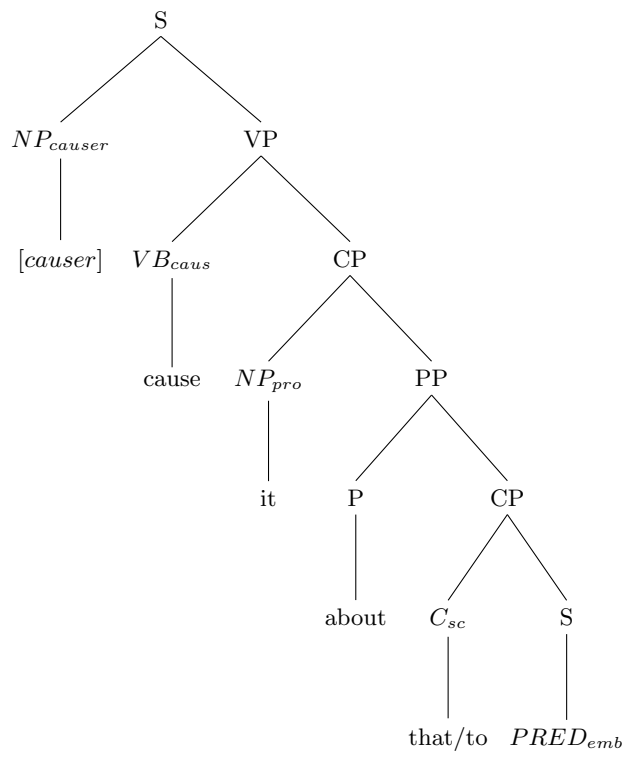 S
NP_causer VP
[causer] VB_caus CP
cause NP_pro PP
it P CP
about C_sc S
that/to PRED_emb